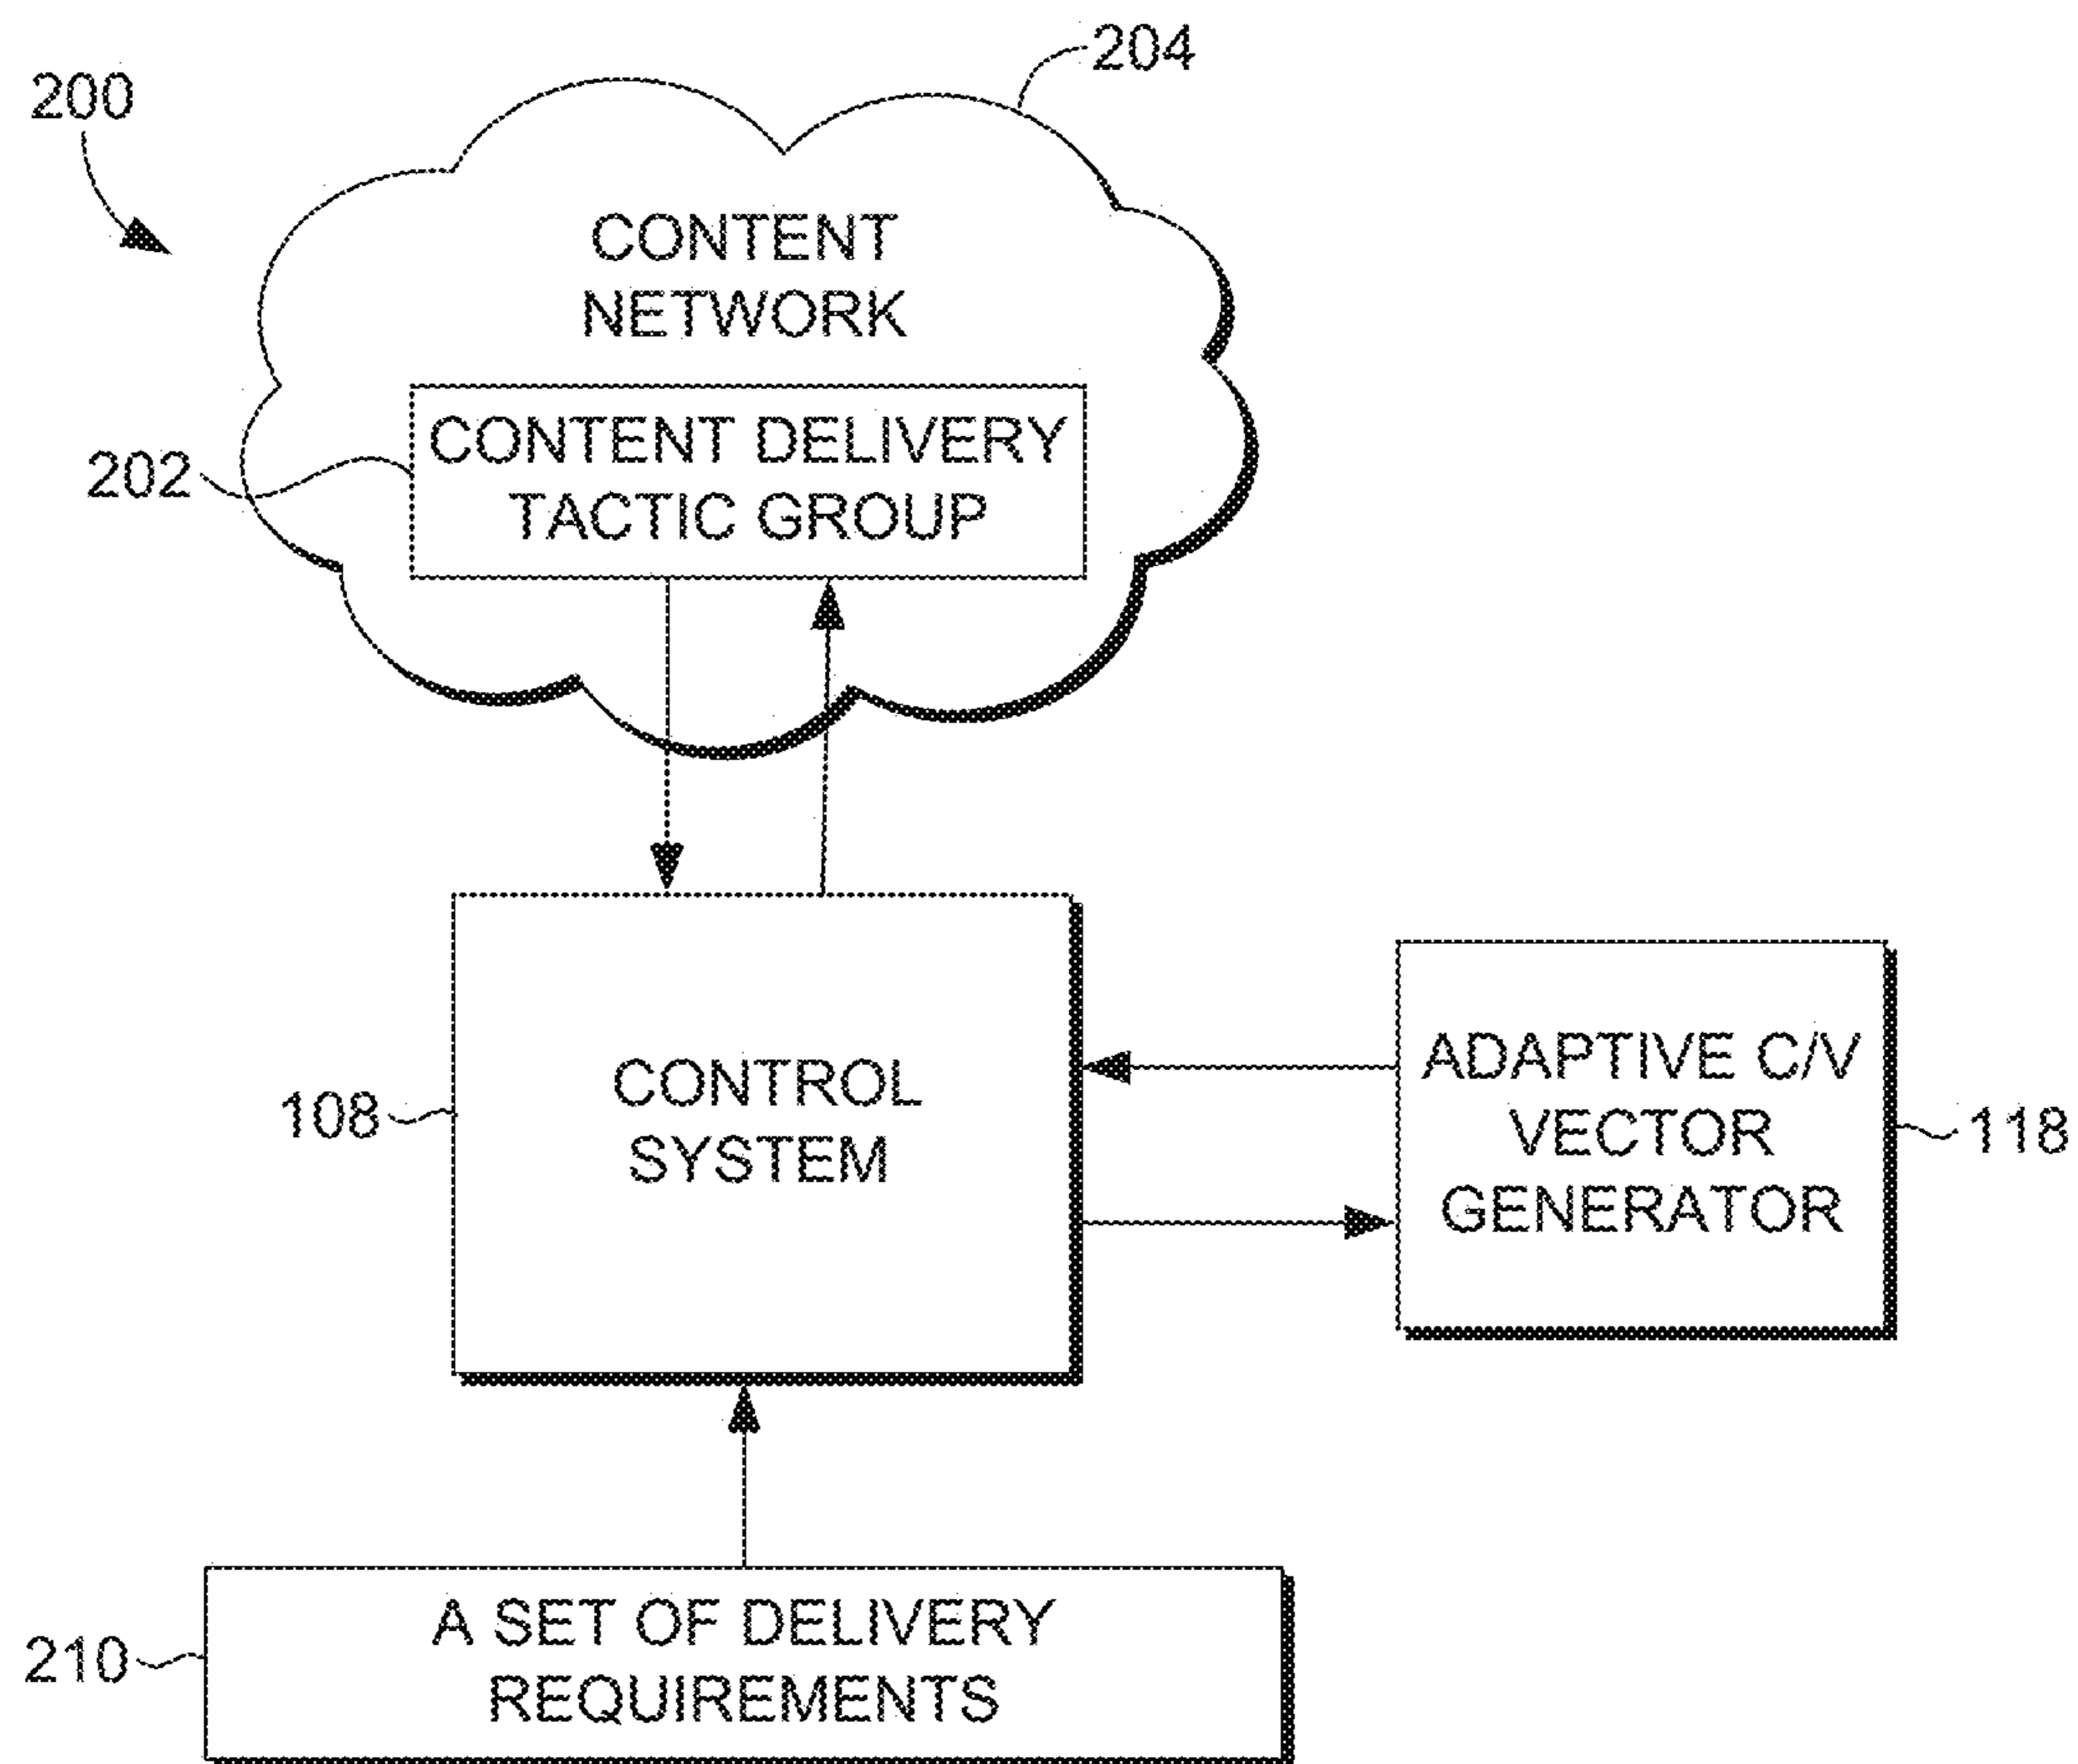 204
200
CONTENT
NETWORK
CONTENT DELIVERY
TACTIC GROUP
202
CONTROL
SYSTEM
108
ADAPTIVE C/V
VECTOR
GENERATOR
118
A SET OF DELIVERY
REQUIREMENTS
210